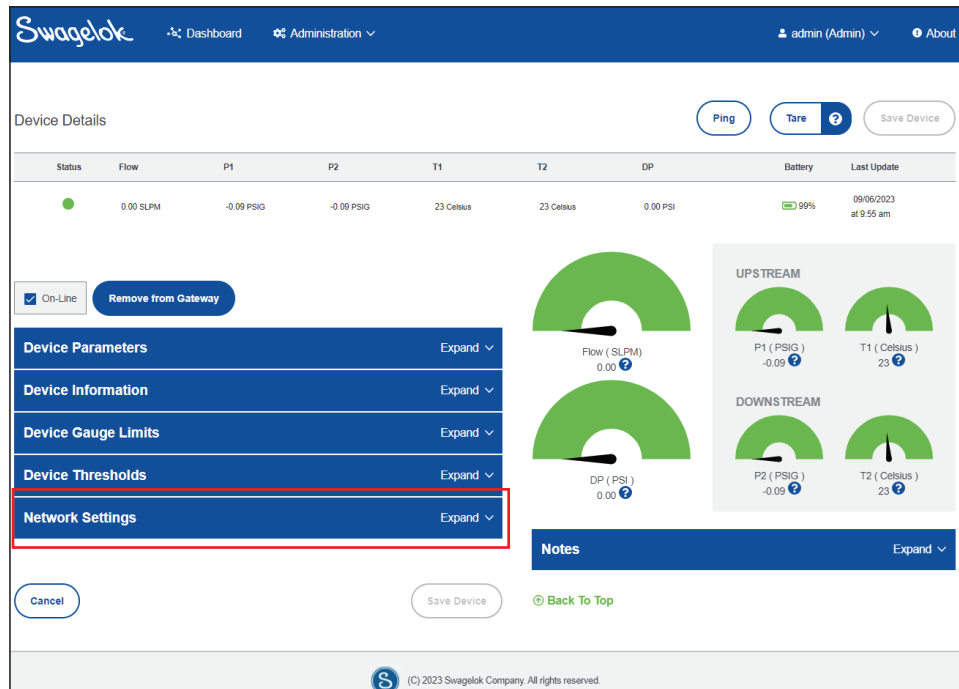 Swagelok Dashboard Administration admin (Admin) About
Device Details Ping Tare ? Save Device
Status Flow P1 P2 T1 T2 DP Battery Last Update
0.00 SLPM -0.09 PSIG -0.09 PSIG 23 Celsius 23 Celsius 0.00 PSI 99% 09/06/2023
at 9:55 am
On-Line Remove from Gateway
Device Parameters Expand
Device Information Expand
Device Gauge Limits Expand
Device Thresholds Expand
Network Settings Expand
Flow ( SLPM)
0.00 ?
DP ( PSI )
0.00 ?
UPSTREAM
P1 ( PSIG ) T1 ( Celsius )
-0.09 ? 23 ?
DOWNSTREAM
P2 ( PSIG ) T2 ( Celsius )
-0.09 ? 23 ?
Notes Expand
Cancel Save Device Back To Top
S (C) 2023 Swagelok Company. All rights reserved.